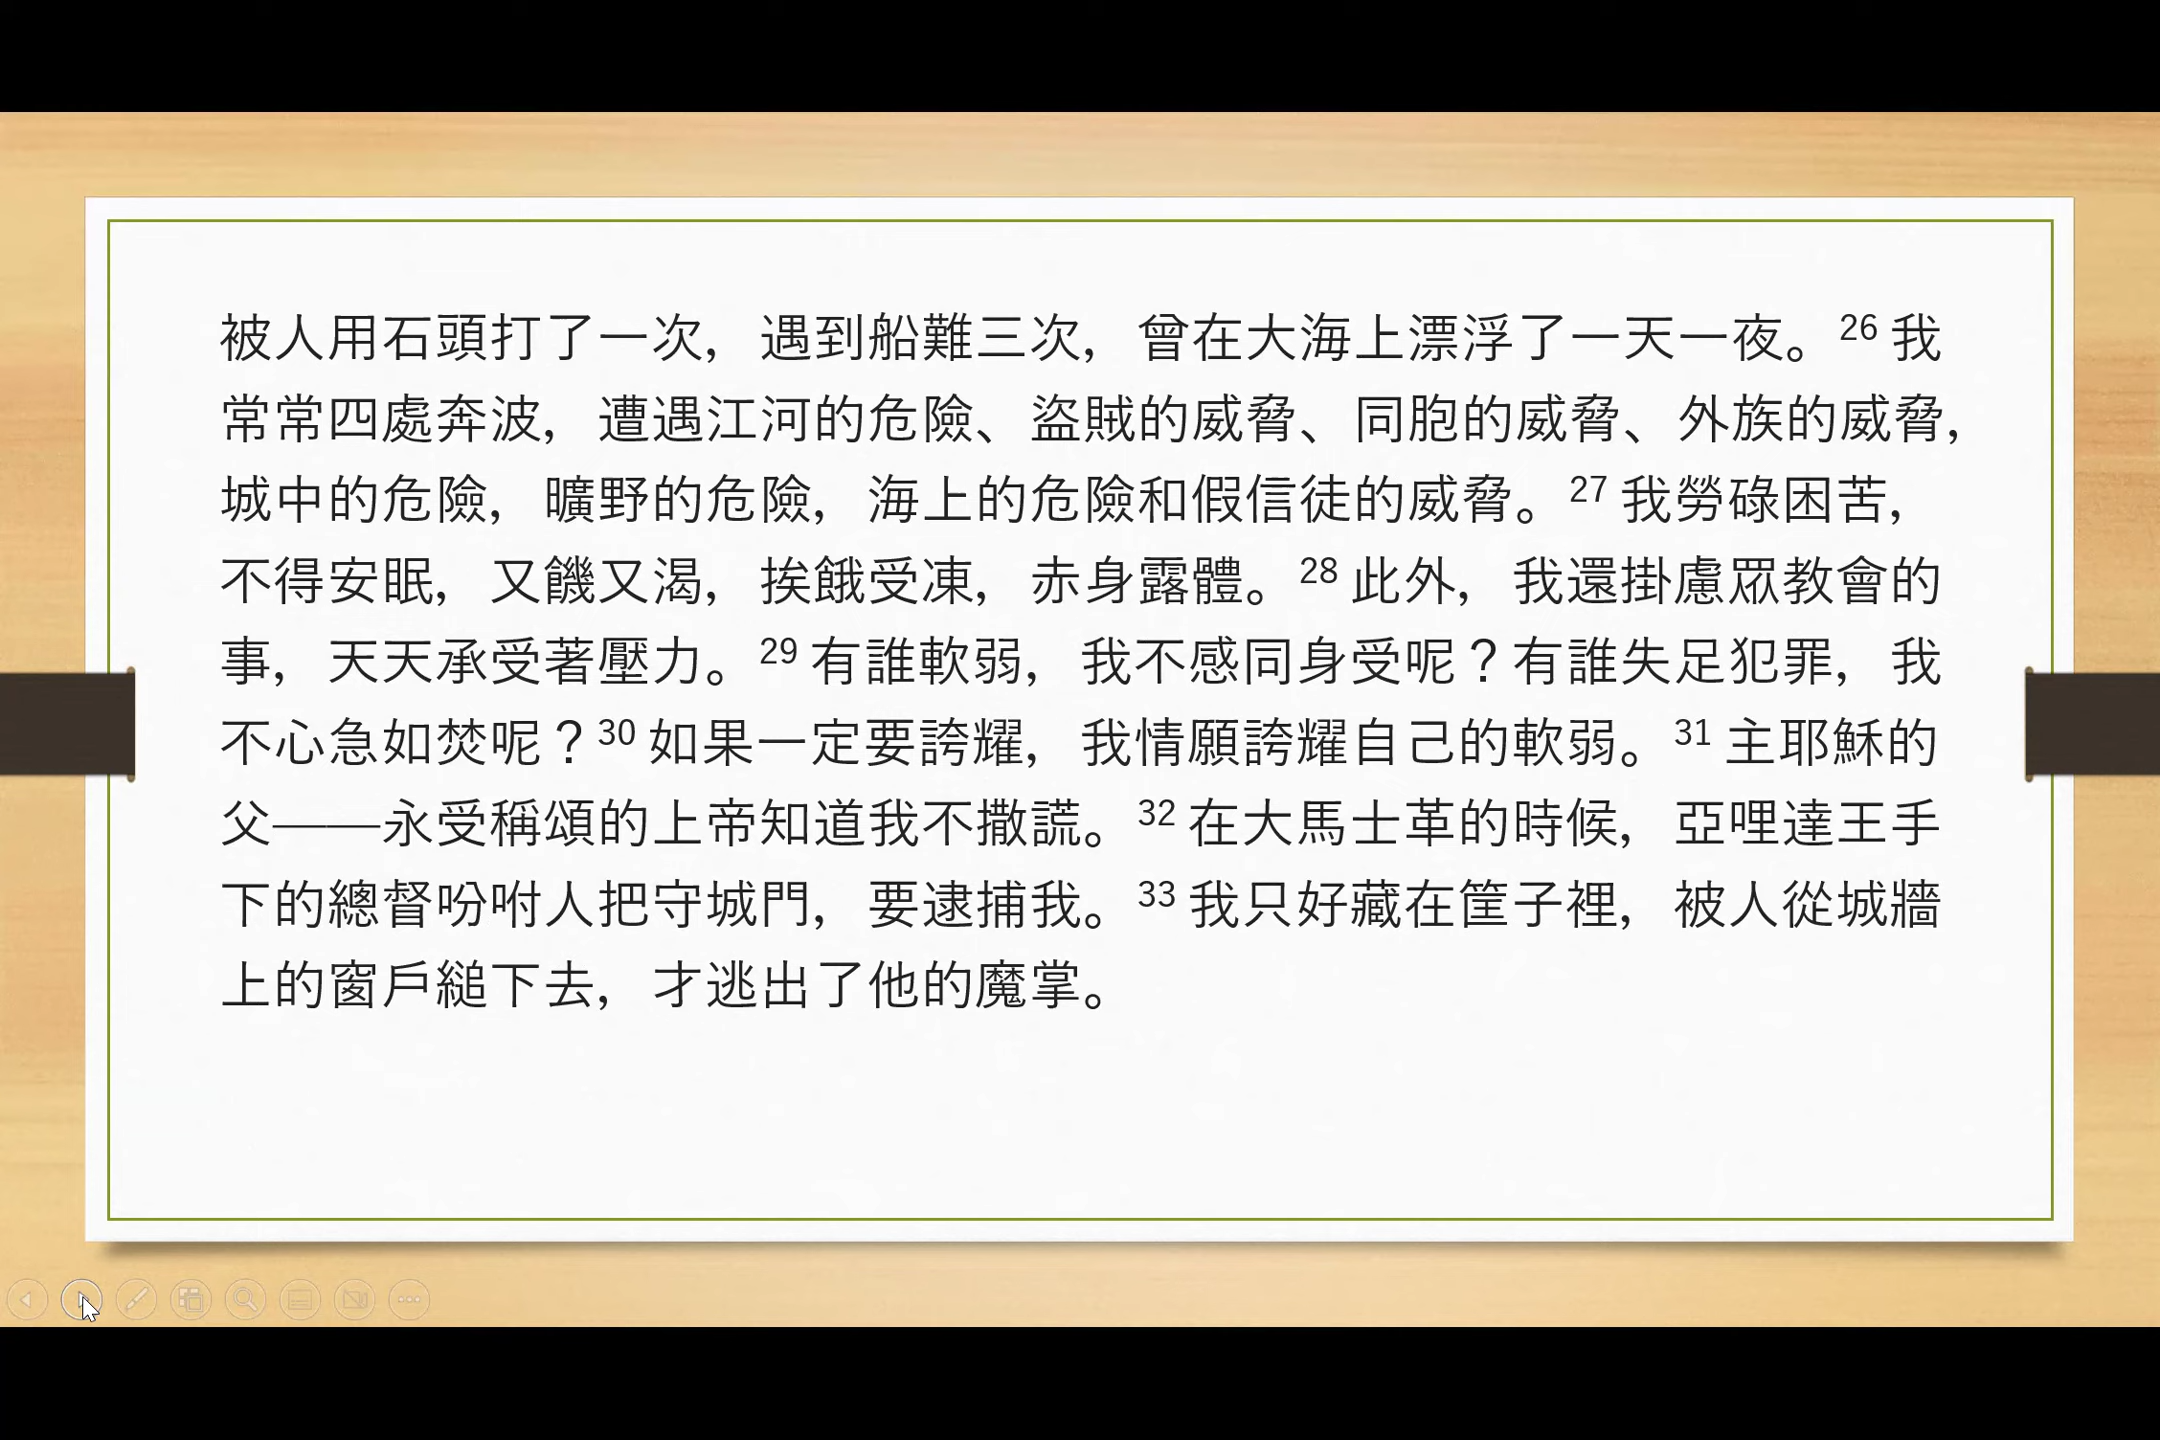 被人用石頭打了一次，遇到船難三次，曾在大海上漂浮了一天一夜。26 我
常常四處奔波，遭遇江河的危險、盜賊的威脅、同胞的威脅、外族的威脅，
城中的危險，曠野的危險，海上的危險和假信徒的威脅。27 我勞碌困苦，
不得安眠，又饑又渴，挨餓受凍，赤身露體。28 此外，我還掛慮眾教會的
事，天天承受著壓力。29 有誰軟弱，我不感同身受呢？有誰失足犯罪，我
不心急如焚呢？30 如果一定要誇耀，我情願誇耀自己的軟弱。31 主耶穌的
父——永受稱頌的上帝知道我不撒謊。32 在大馬士革的時候，亞哩達王手
下的總督吩咐人把守城門，要逮捕我。33 我只好藏在筐子裡，被人從城牆
上的窗戶縋下去，才逃出了他的魔掌。